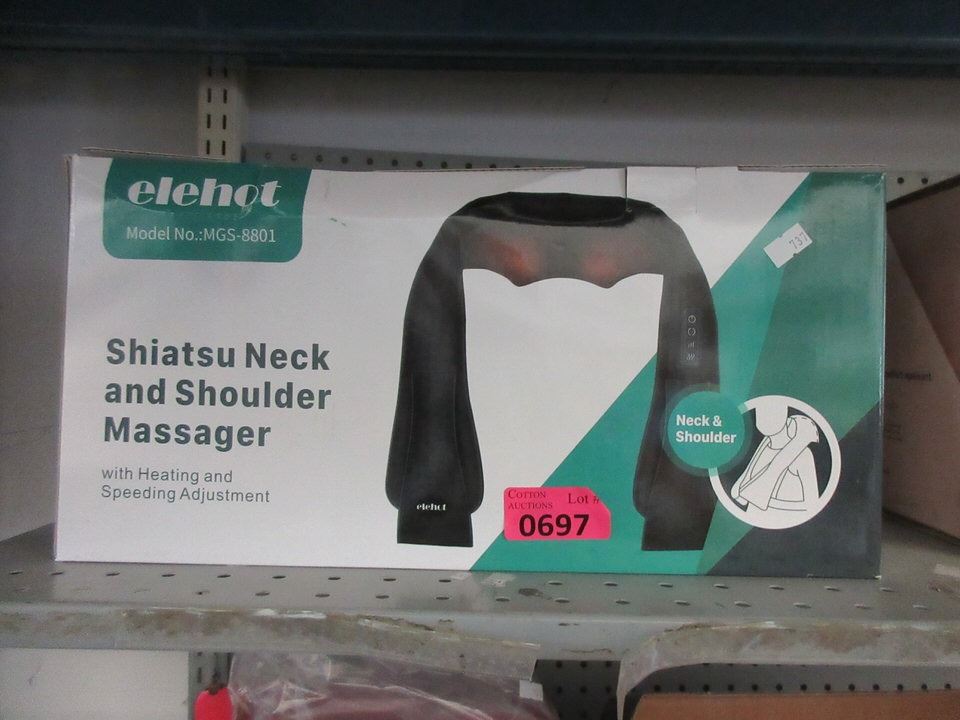 elehot
Model No.:MGS-8801
Shiatsu Neck
and Shoulder
Massager
with Heating and
Speeding Adjustment
737
Neck &
Shoulder
elehot
COTTON
AUCTIONS
Lot #
0697